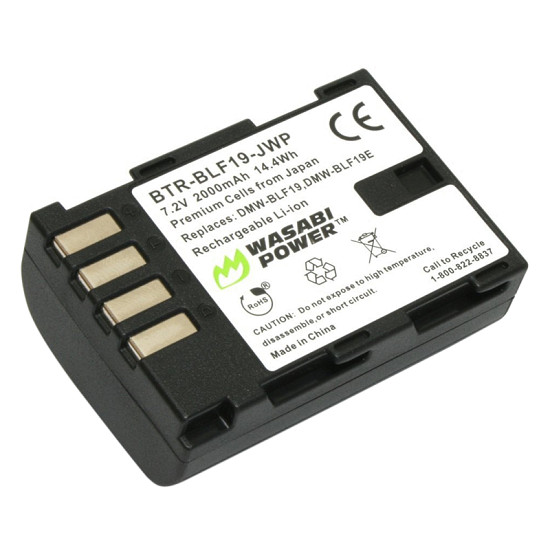 BTR-BLF19-JWP
7.2V 2000mAh 14.4Wh
Premium Cells from Japan
Replaces: DMW-BLF19,DMW-BLF19E
Rechargeable Li-ion
CE
WASABI
POWER™
RoHS
CAUTION: Do not expose to high temperature,
disassemble, or short circuit.
Made in China
Call to Recycle
1-800-822-8837